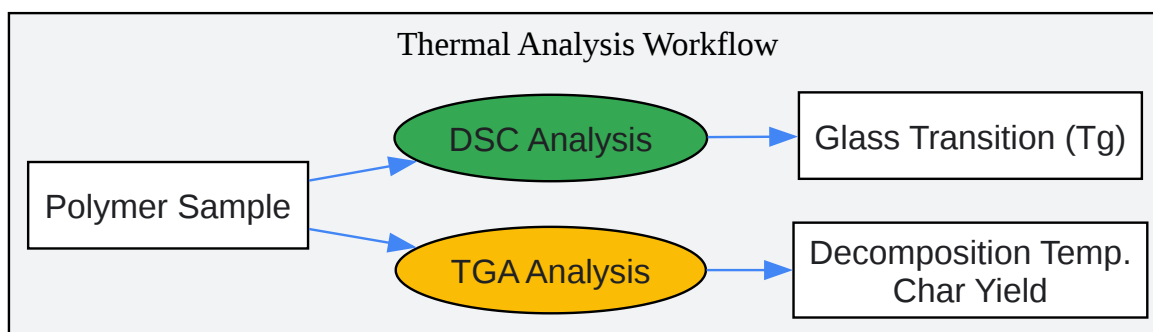 Thermal Analysis Workflow
DSC Analysis
Glass Transition (Tg)
Polymer Sample
TGA Analysis
Decomposition Temp.
Char Yield